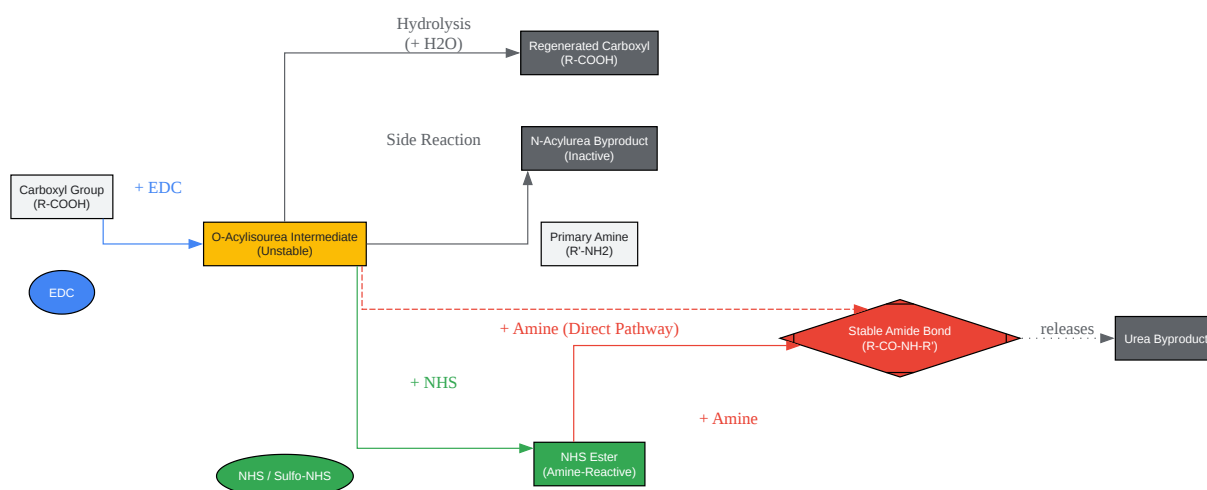 Hydrolysis
(+ H2O)
Regenerated Carboxyl
(R-COOH)
Side Reaction
N-Acylurea Byproduct
(Inactive)
Carboxyl Group
(R-COOH)
+ EDC
O-Acylisourea Intermediate
(Unstable)
Primary Amine
(R'-NH2)
EDC
+ Amine (Direct Pathway)
Stable Amide Bond
(R-CO-NH-R')
releases
Urea Byproduct
+ NHS
+ Amine
NHS / Sulfo-NHS
NHS Ester
(Amine-Reactive)